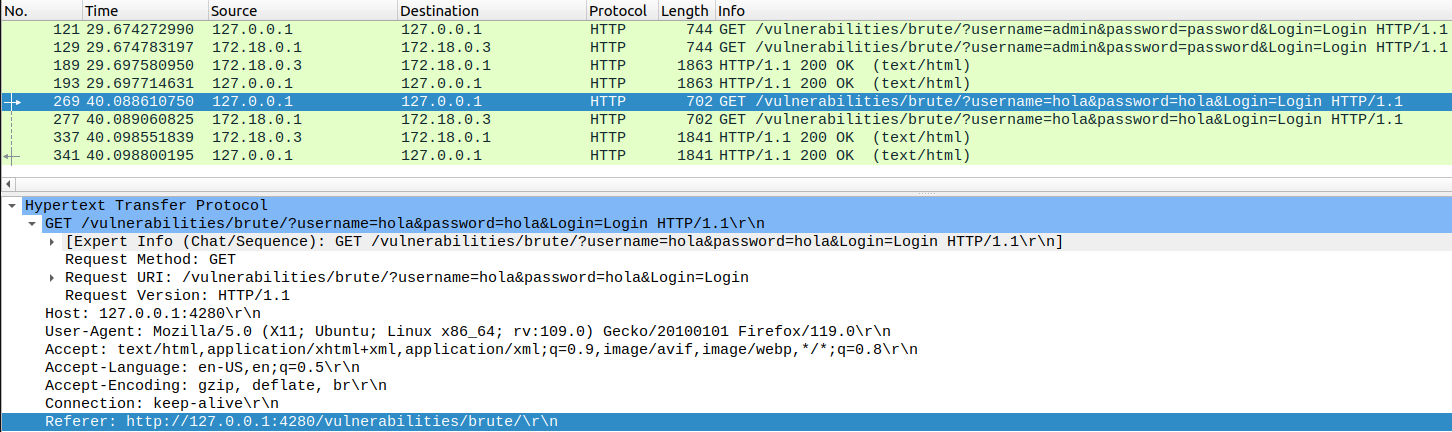 No. Time Source Destination Protocol Length Info
121 29.674272990 127.0.0.1 127.0.0.1 HTTP 744 GET /vulnerabilities/brute/?username=admin&password=password&Login=Login HTTP/1.1
129 29.674783197 172.18.0.1 172.18.0.3 HTTP 744 GET /vulnerabilities/brute/?username=admin&password=password&Login=Login HTTP/1.1
189 29.697580950 172.18.0.3 172.18.0.1 HTTP 1863 HTTP/1.1 200 OK (text/html)
193 29.697714631 127.0.0.1 127.0.0.1 HTTP 1863 HTTP/1.1 200 OK (text/html)
269 40.088610750 127.0.0.1 127.0.0.1 HTTP 702 GET /vulnerabilities/brute/?username=hola&password=hola&Login=Login HTTP/1.1
277 40.089060825 172.18.0.1 172.18.0.3 HTTP 702 GET /vulnerabilities/brute/?username=hola&password=hola&Login=Login HTTP/1.1
337 40.098551839 172.18.0.3 172.18.0.1 HTTP 1841 HTTP/1.1 200 OK (text/html)
341 40.098800195 127.0.0.1 127.0.0.1 HTTP 1841 HTTP/1.1 200 OK (text/html)
Hypertext Transfer Protocol
GET /vulnerabilities/brute/?username=hola&password=hola&Login=Login HTTP/1.1\r\n
[Expert Info (Chat/Sequence): GET /vulnerabilities/brute/?username=hola&password=hola&Login=Login HTTP/1.1\r\n]
Request Method: GET
Request URI: /vulnerabilities/brute/?username=hola&password=hola&Login=Login
Request Version: HTTP/1.1
Host: 127.0.0.1:4280\r\n
User-Agent: Mozilla/5.0 (X11; Ubuntu; Linux x86_64; rv:109.0) Gecko/20100101 Firefox/119.0\r\n
Accept: text/html,application/xhtml+xml,application/xml;q=0.9,image/avif,image/webp,*/*;q=0.8\r\n
Accept-Language: en-US,en;q=0.5\r\n
Accept-Encoding: gzip, deflate, br\r\n
Connection: keep-alive\r\n
Referer: http://127.0.0.1:4280/vulnerabilities/brute/\r\n